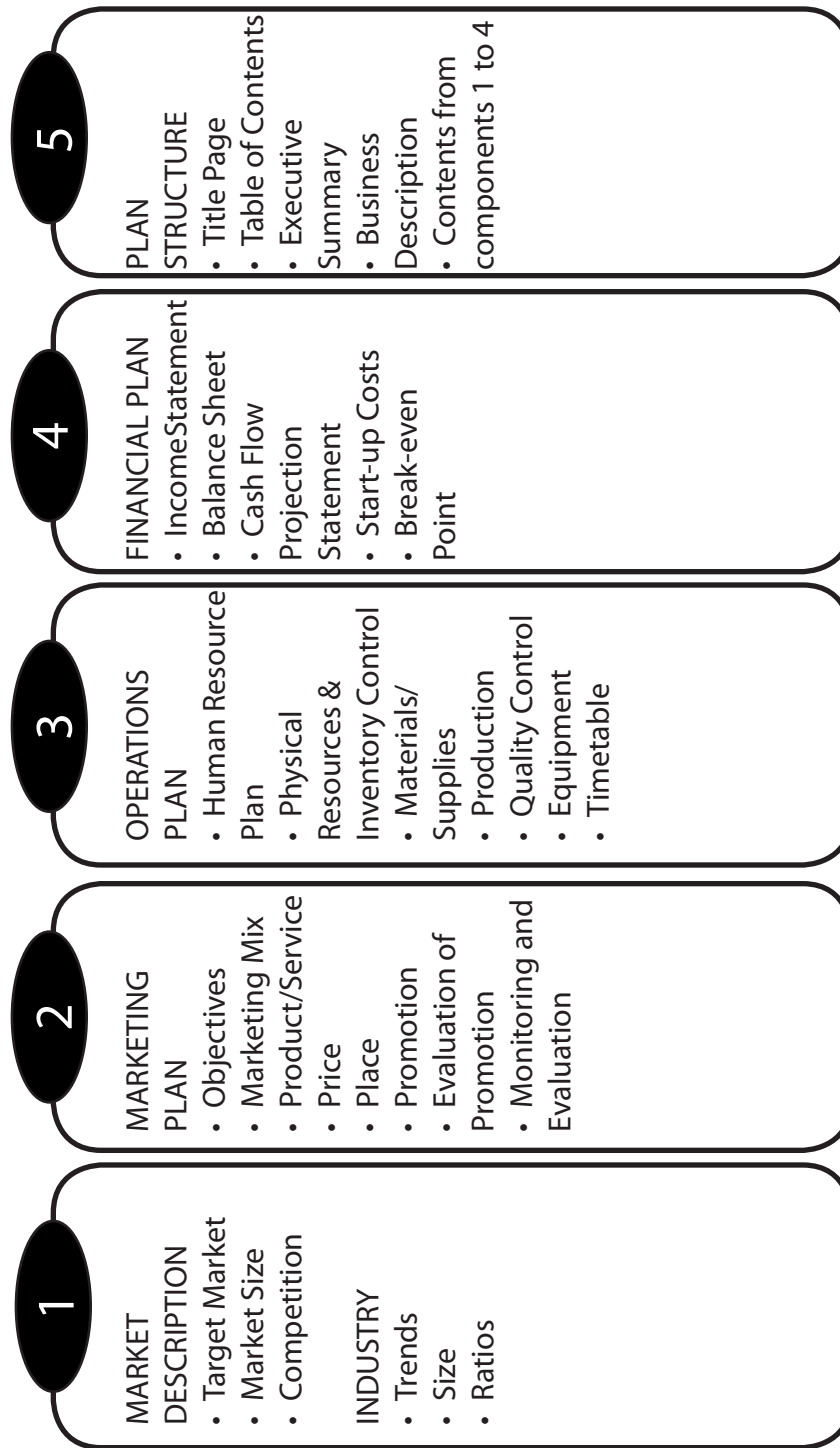 1
MARKET
DESCRIPTION
• Target Market
• Market Size
• Competition
INDUSTRY
• Trends
• Size
• Ratios
2
MARKETING
PLAN
• Objectives
• Marketing Mix
• Product/Service
• Price
• Place
• Promotion
• Evaluation of
Promotion
• Monitoring and
Evaluation
3
OPERATIONS
PLAN
• Human Resource
Plan
• Physical
Resources &
Inventory Control
• Materials/
Supplies
• Production
• Quality Control
• Equipment
• Timetable
4
FINANCIAL PLAN
• IncomeStatement
• Balance Sheet
• Cash Flow
Projection
Statement
• Start-up Costs
• Break-even
Point
5
PLAN
STRUCTURE
• Title Page
• Table of Contents
• Executive
Summary
• Business
Description
• Contents from
components 1 to 4